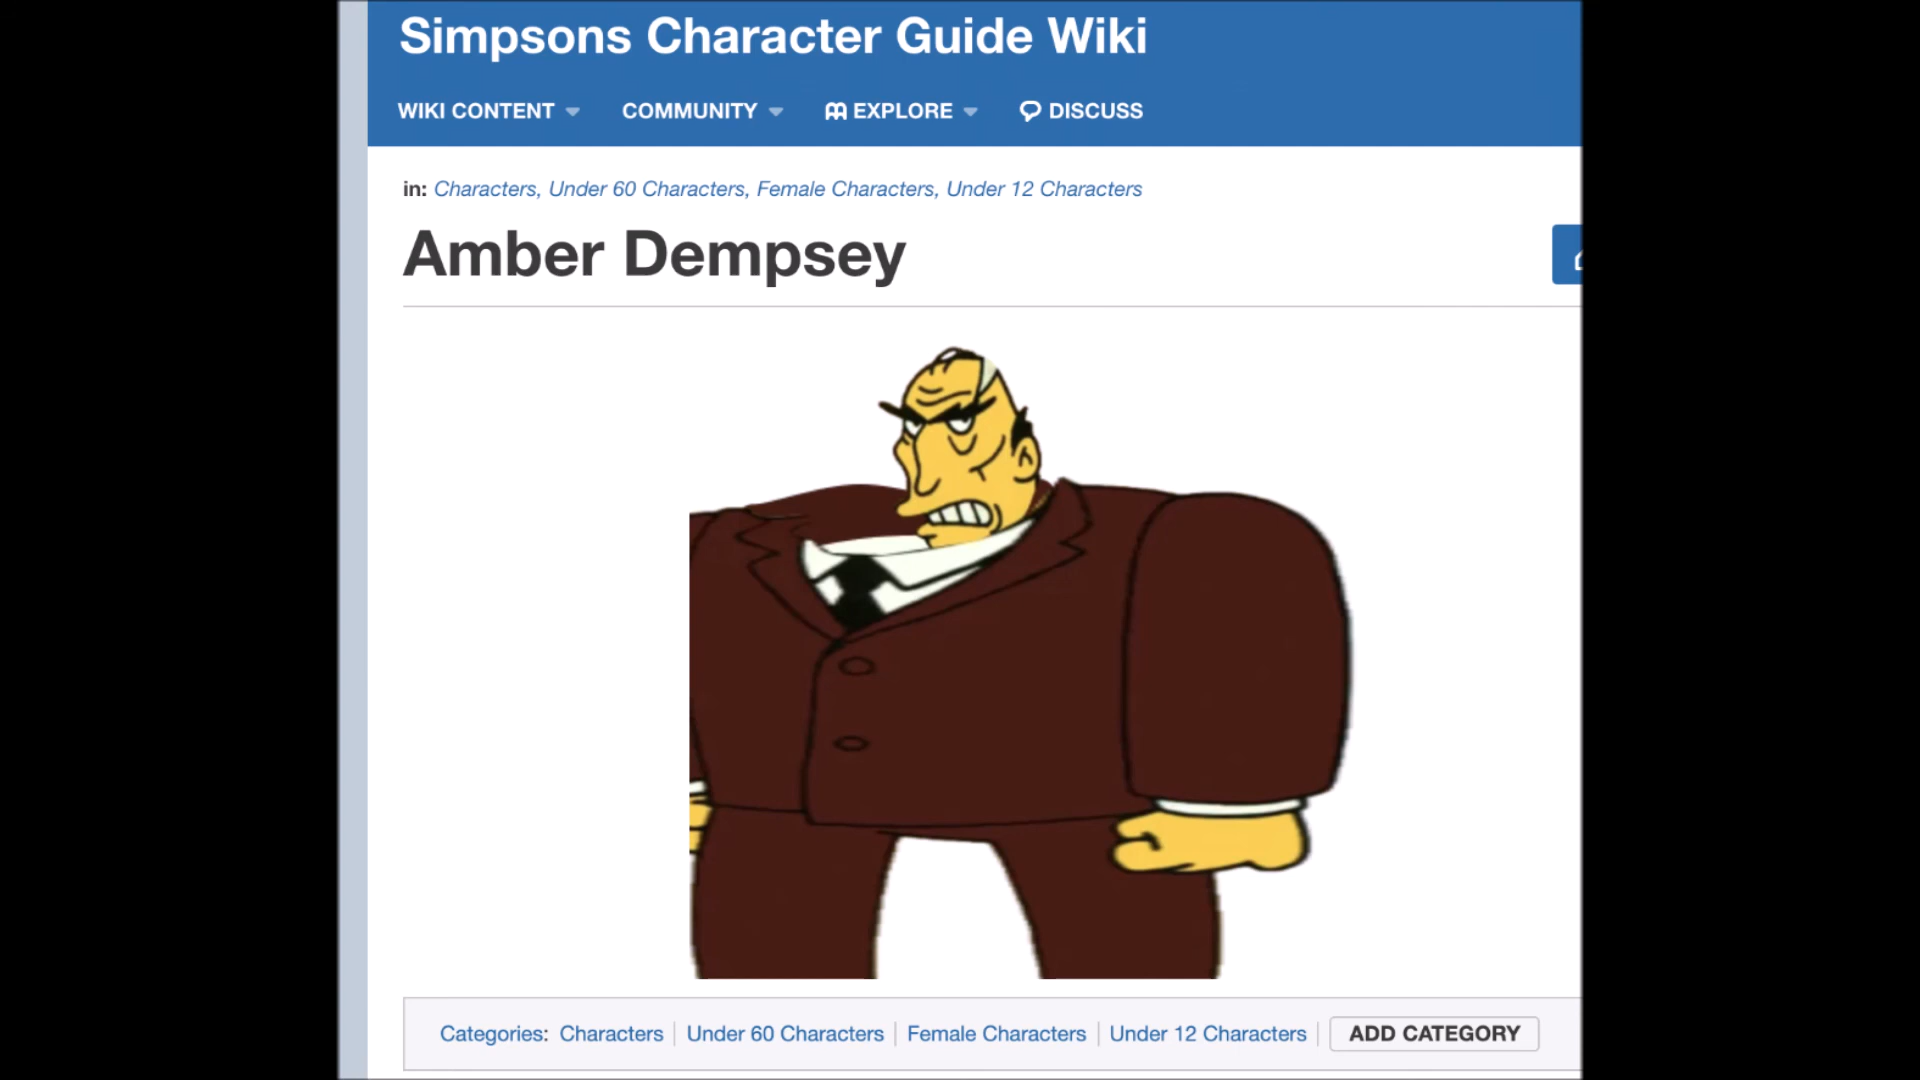 Simpsons Character Guide Wiki
WIKI CONTENT COMMUNITY EXPLORE DISCUSS
in: Characters, Under 60 Characters, Female Characters, Under 12 Characters
Amber Dempsey
Categories: Characters Under 60 Characters Female Characters Under 12 Characters ADD CATEGORY